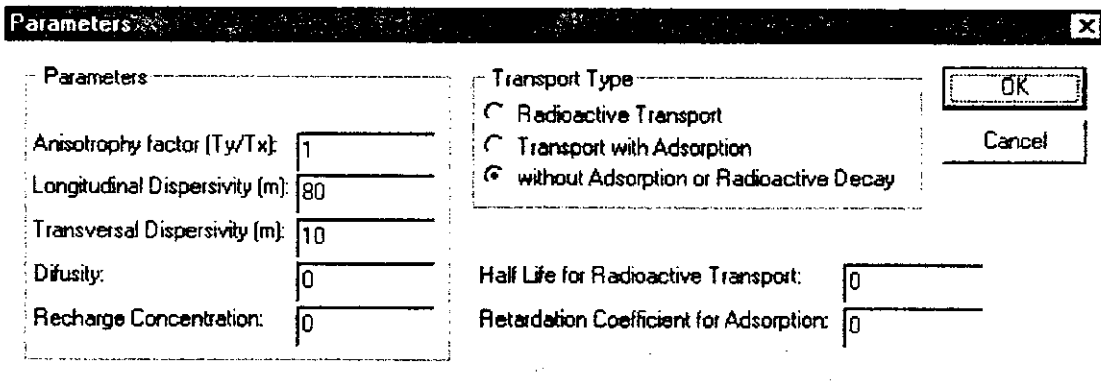 Parameters
Parameters
Anisotrophy factor (Ty/Tx): 1
Longitudinal Dispersivity (m): 80
Transversal Dispersivity (m): 10
Difusity: 0
Recharge Concentration: 0
Transport Type
Radioactive Transport
Transport with Adsorption
without Adsorption or Radioactive Decay
Half Life for Radioactive Transport: 0
Retardation Coefficient for Adsorption: 0
OK
Cancel